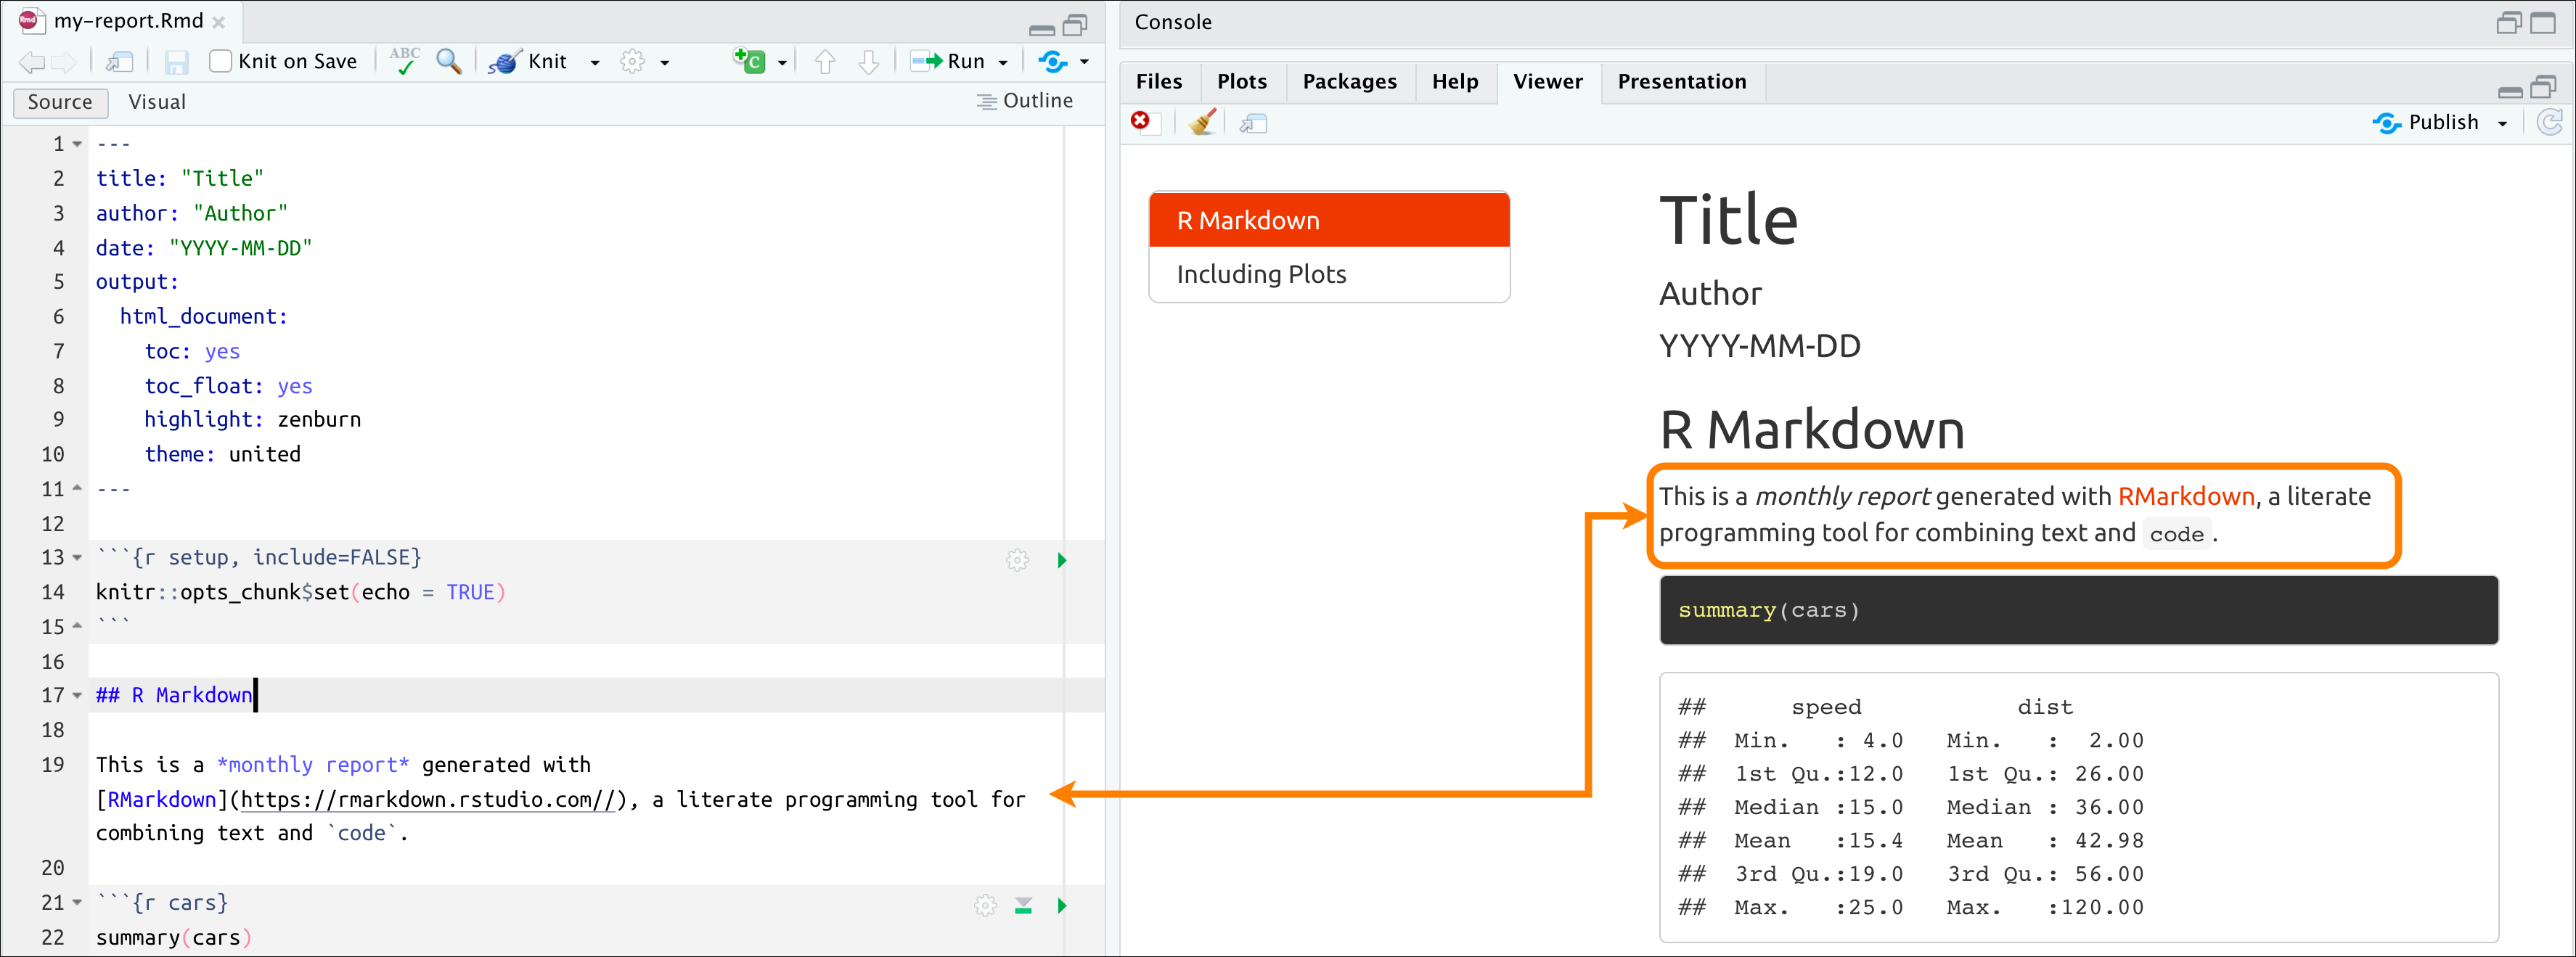 my-report.Rmd
Knit on Save
ABC
Knit
Run
Source
Visual
Outline
1 ---
2 title: "Title"
3 author: "Author"
4 date: "YYYY-MM-DD"
5 output:
6   html_document:
7     toc: yes
8     toc_float: yes
9     highlight: zenburn
10     theme: united
11 ---
12
13 ```{r setup, include=FALSE}
14 knitr::opts_chunk$set(echo = TRUE)
15 ```
16
17 ## R Markdown
18
19 This is a *monthly report* generated with
[RMarkdown](https://rmarkdown.rstudio.com//), a literate programming tool for
combining text and `code`.
20
21 ```{r cars}
22 summary(cars)
Console
Files Plots Packages Help Viewer Presentation
Publish
R Markdown
Including Plots
Title
Author
YYYY-MM-DD
R Markdown
This is a monthly report generated with RMarkdown, a literate
programming tool for combining text and code.
summary(cars)
##      speed           dist
##  Min.   : 4.0   Min.   :  2.00
##  1st Qu.:12.0   1st Qu.: 26.00
##  Median :15.0   Median : 36.00
##  Mean   :15.4   Mean   : 42.98
##  3rd Qu.:19.0   3rd Qu.: 56.00
##  Max.   :25.0   Max.   :120.00